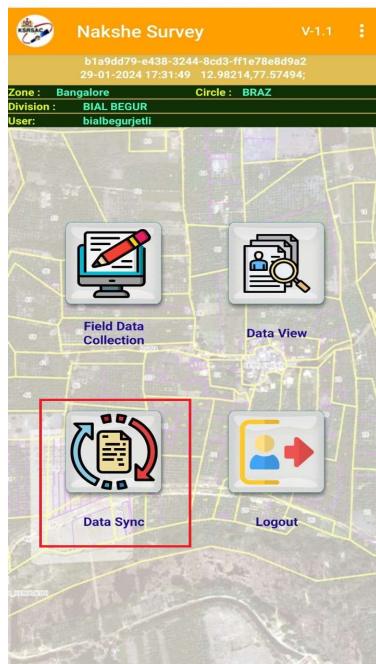 KSRSAC
Nakshe Survey V-1.1
b1a9dd79-e438-3244-8cd3-ff1e78e8d9a2
29-01-2024 17:31:49 12.98214,77.57494;
Zone : Bangalore Circle : BRAZ
Division : BIAL BEGUR
User: bialbegurjetli
Field Data
Collection
Data View
Data Sync
Logout